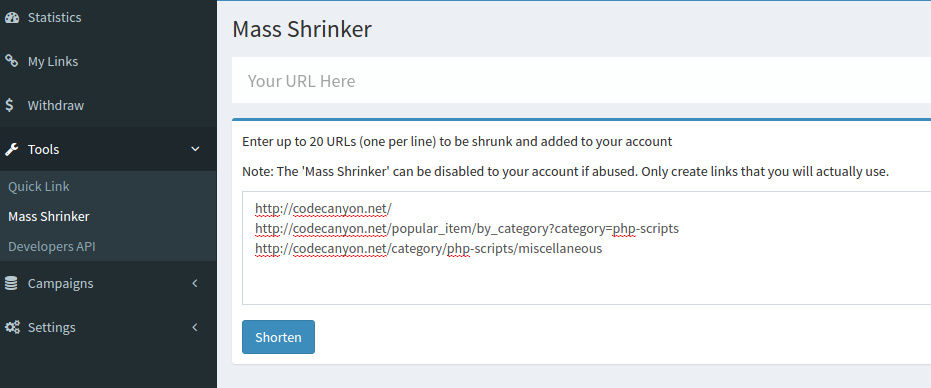 Statistics
My Links
Withdraw
Tools
Quick Link
Mass Shrinker
Developers API
Campaigns
Settings
Mass Shrinker
Your URL Here
Enter up to 20 URLs (one per line) to be shrunk and added to your account
Note: The 'Mass Shrinker' can be disabled to your account if abused. Only create links that you will actually use.
http://codecanyon.net/
http://codecanyon.net/popular_item/by_category?category=php-scripts
http://codecanyon.net/category/php-scripts/miscellaneous
Shorten